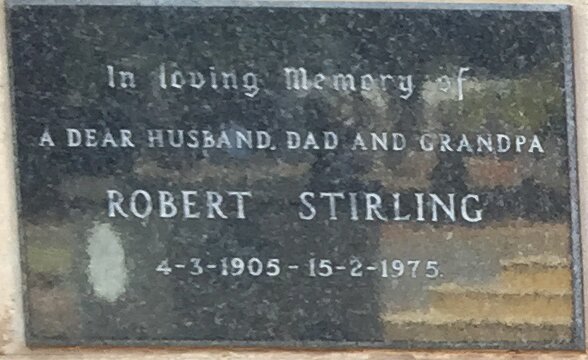 In loving Memory of
A DEAR HUSBAND, DAD AND GRANDPA
ROBERT STIRLING
4-3-1905 - 15-2-1975.